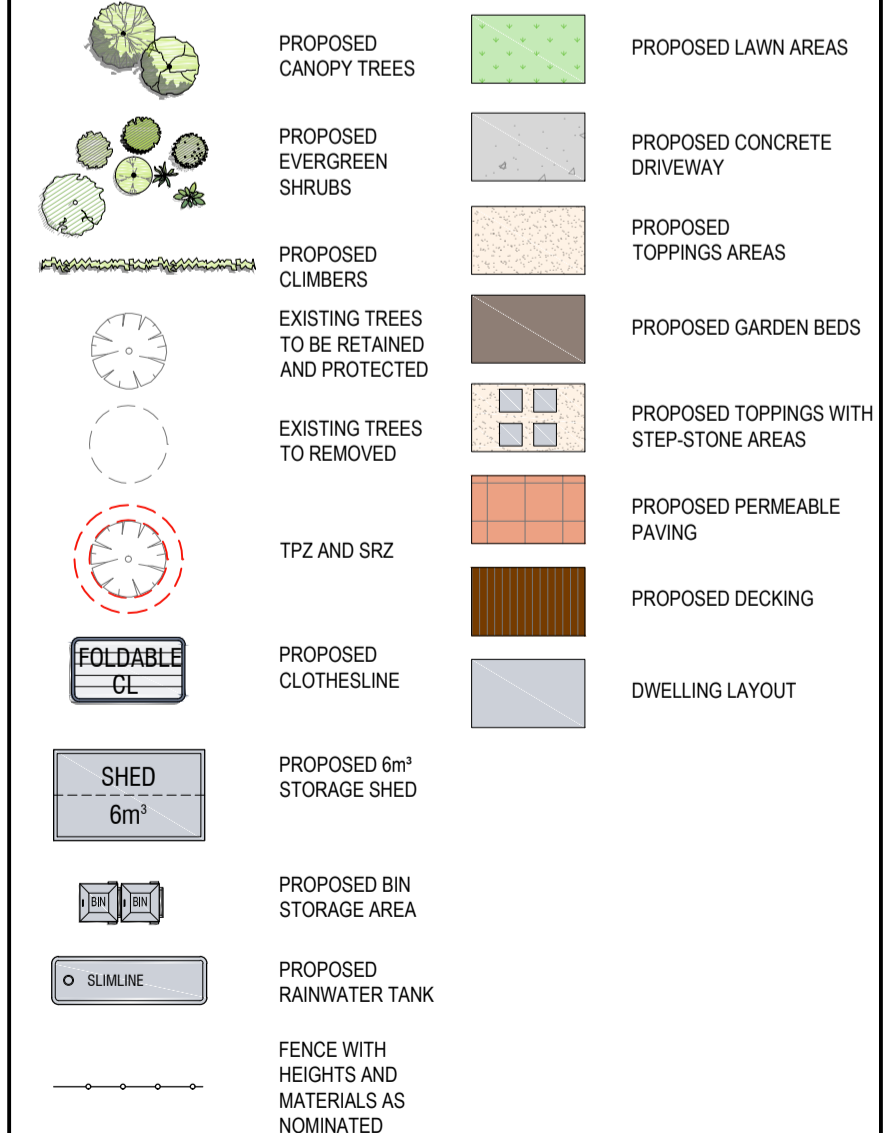 PROPOSED
CANOPY TREES
PROPOSED
EVERGREEN
SHRUBS
PROPOSED
CLIMBERS
EXISTING TREES
TO BE RETAINED
AND PROTECTED
EXISTING TREES
TO REMOVED
TPZ AND SRZ
FOLDABLE
CL
PROPOSED
CLOTHESLINE
SHED
6m³
PROPOSED 6m³
STORAGE SHED
BIN BIN
PROPOSED BIN
STORAGE AREA
SLIMLINE
PROPOSED
RAINWATER TANK
FENCE WITH
HEIGHTS AND
MATERIALS AS
NOMINATED
PROPOSED LAWN AREAS
PROPOSED CONCRETE
DRIVEWAY
PROPOSED
TOPPINGS AREAS
PROPOSED GARDEN BEDS
PROPOSED TOPPINGS WITH
STEP-STONE AREAS
PROPOSED PERMEABLE
PAVING
PROPOSED DECKING
DWELLING LAYOUT